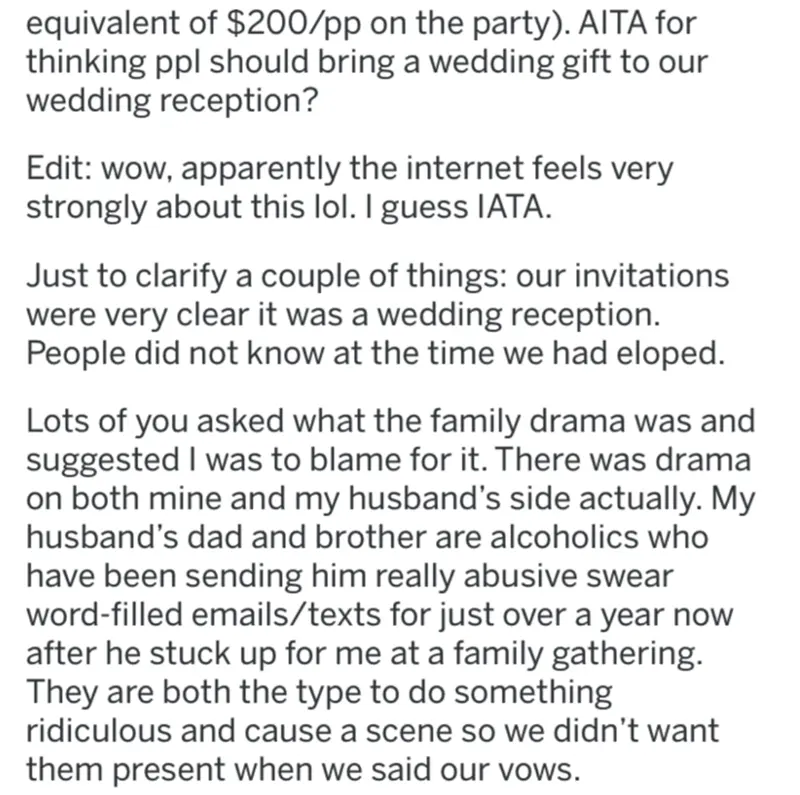 equivalent of $200/pp on the party). AITA for
thinking ppl should bring a wedding gift to our
wedding reception?
Edit: wow, apparently the internet feels very
strongly about this lol. I guess IATA.
Just to clarify a couple of things: our invitations
were very clear it was a wedding reception.
People did not know at the time we had eloped.
Lots of you asked what the family drama was and
suggested I was to blame for it. There was drama
on both mine and my husband's side actually. My
husband's dad and brother are alcoholics who
have been sending him really abusive swear
word-filled emails/texts for just over a year now
after he stuck up for me at a family gathering.
They are both the type to do something
ridiculous and cause a scene so we didn't want
them present when we said our vows.